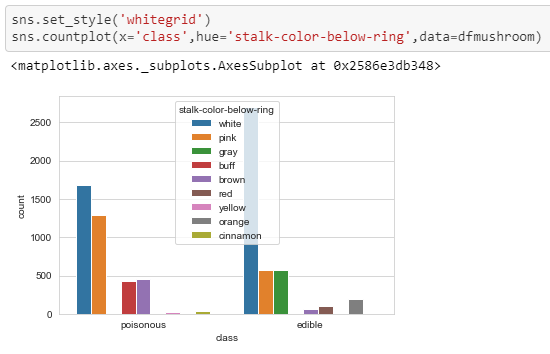 sns.set_style('whitegrid')
sns.countplot(x='class',hue='stalk-color-below-ring',data=dfmushroom)
<matplotlib.axes._subplots.AxesSubplot at 0x2586e3db348>
stalk-color-below-ring
white
pink
gray
buff
brown
red
yellow
orange
cinnamon
2500
2000
1500
1000
500
0
count
poisonous
edible
class